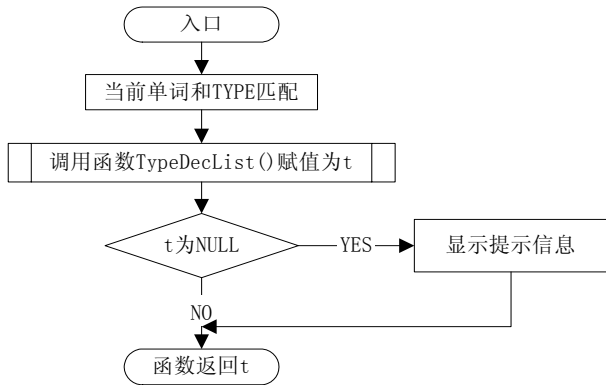 入口
当前单词和TYPE匹配
调用函数TypeDecList()赋值为t
t为NULL
YES
显示提示信息
NO
函数返回t